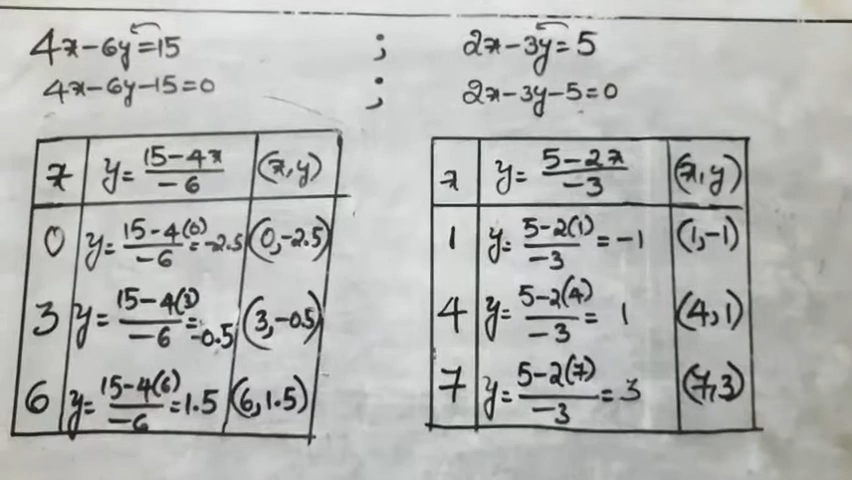 4x-6y=15 ; 2x-3y=5
4x-6y-15=0 ; 2x-3y-5=0
x y=(15-4x)/-6 (x,y) x y=(5-2x)/-3 (x,y)
0 y=(15-4(0))/-6=-2.5 (0,-2.5) 1 y=(5-2(1))/-3=-1 (1,-1)
3 y=(15-4(3))/-6=-0.5 (3,-0.5) 4 y=(5-2(4))/-3=1 (4,1)
6 y=(15-4(6))/-6=1.5 (6,1.5) 7 y=(5-2(7))/-3=3 (7,3)